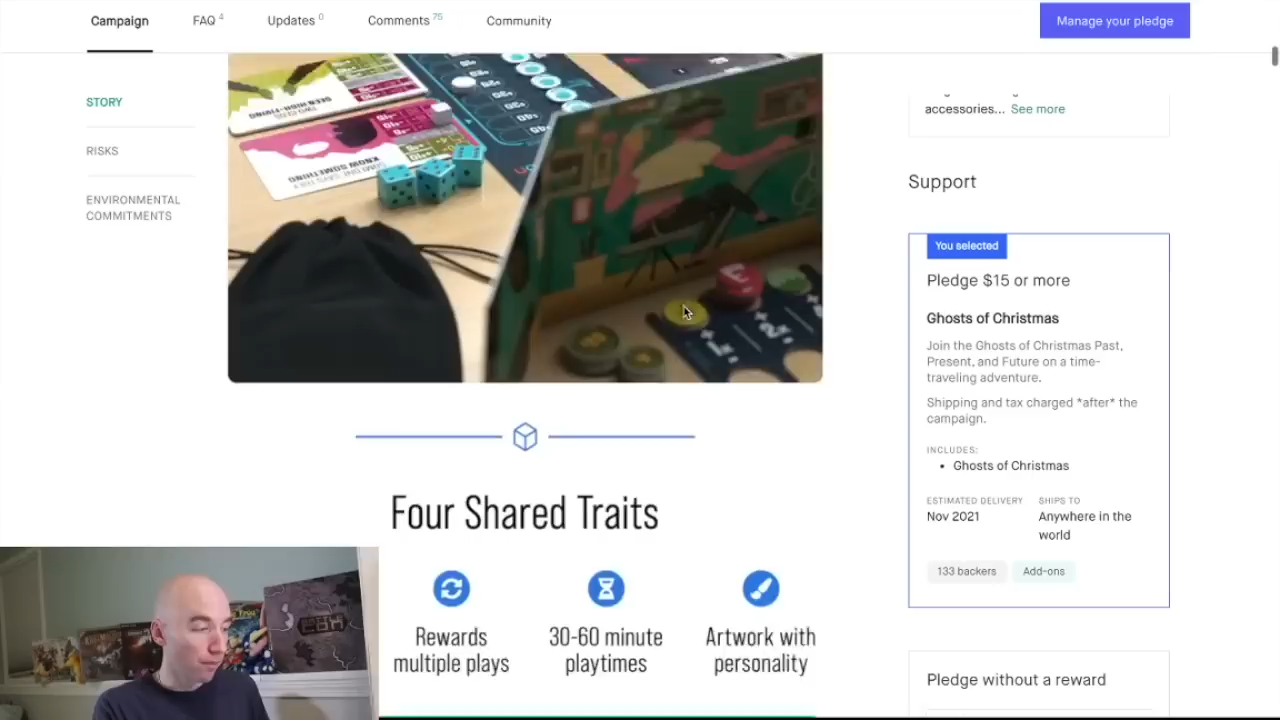 Campaign
FAQ 4
Updates 0
Comments 75
Community
Manage your pledge
STORY
RISKS
ENVIRONMENTAL
COMMITMENTS
accessories... See more
Support
You selected
Pledge $15 or more
Ghosts of Christmas
Join the Ghosts of Christmas Past,
Present, and Future on a time-
traveling adventure.
Shipping and tax charged *after* the
campaign.
INCLUDES:
• Ghosts of Christmas
ESTIMATED DELIVERY
Nov 2021
SHIPS TO
Anywhere in the
world
133 backers
Add-ons
Four Shared Traits
Rewards
multiple plays
30-60 minute
playtimes
Artwork with
personality
Pledge without a reward